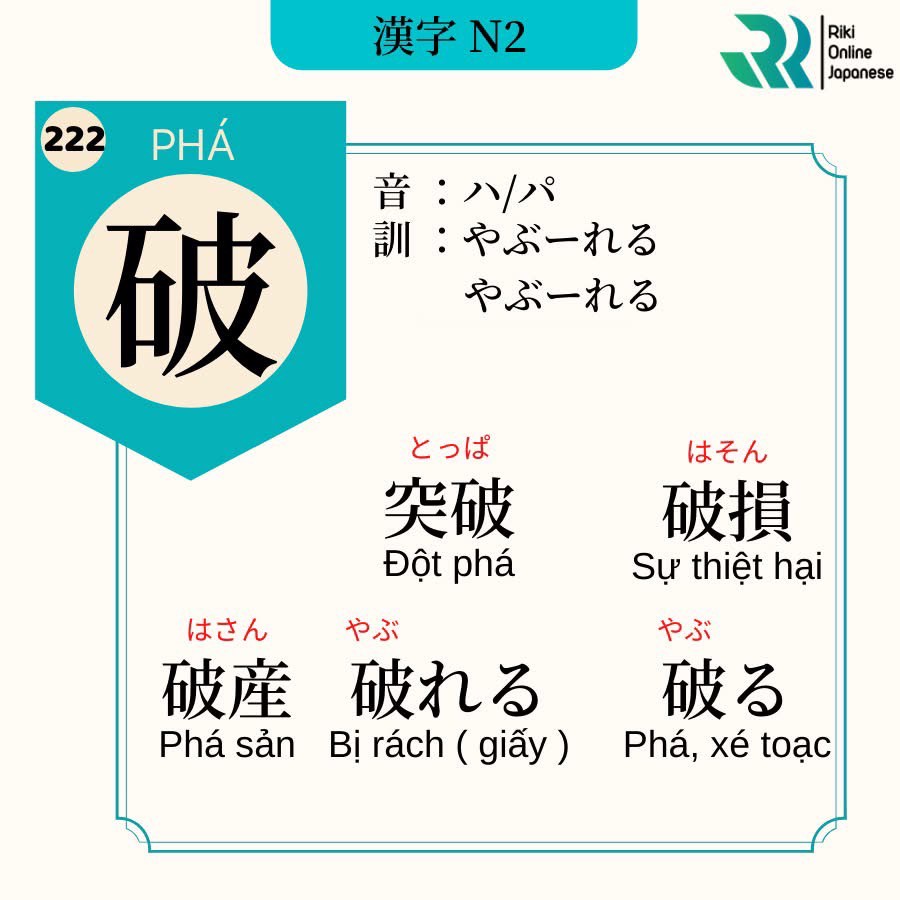 漢字 N2
Riki
Online
Japanese
222
PHÁ
破
音 ：ハ/パ
訓 ：やぶーれる
やぶーれる
とっぱ
突破
Đột phá
はそん
破損
Sự thiệt hại
はさん
破産
Phá sản
やぶ
破れる
Bị rách ( giấy )
やぶ
破る
Phá, xé toạc